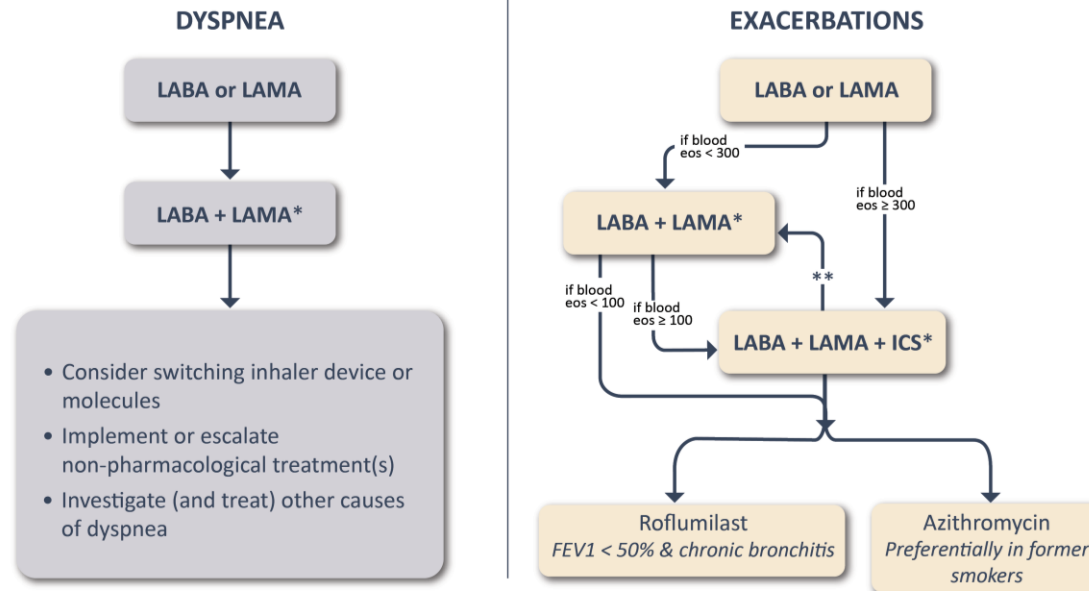 DYSPNEA
LABA or LAMA
LABA + LAMA*
• Consider switching inhaler device or
molecules
• Implement or escalate
non-pharmacological treatment(s)
• Investigate (and treat) other causes
of dyspnea
EXACERBATIONS
LABA or LAMA
if blood
eos < 300
if blood
eos ≥ 300
LABA + LAMA*
**
if blood
eos < 100
if blood
eos ≥ 100
LABA + LAMA + ICS*
Roflumilast
FEV1 < 50% & chronic bronchitis
Azithromycin
Preferentially in former
smokers